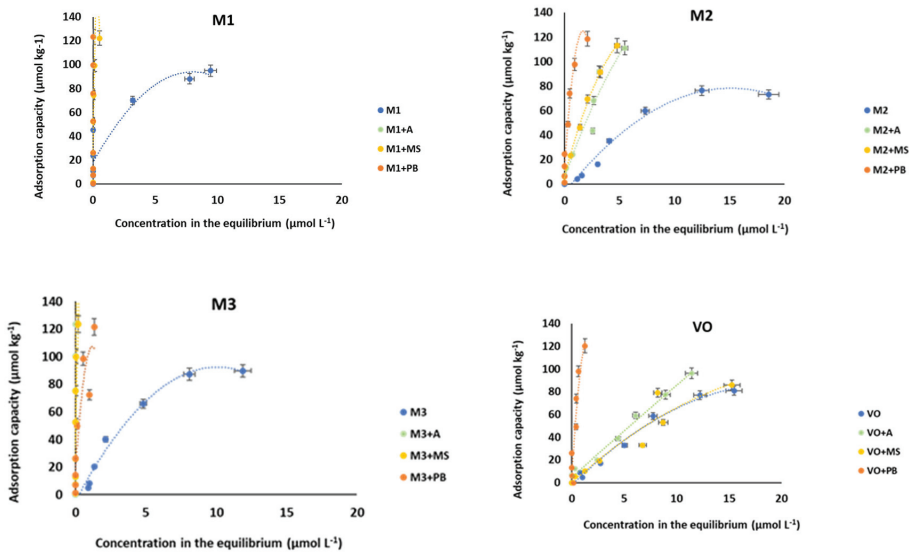 M1
Adsorption capacity (µmol kg-1)
140
120
100
80
60
40
20
0
0 5 10 15 20
Concentration in the equilibrium (µmol L-1)
M1
M1+A
M1+MS
M1+PB
M2
Adsorption capacity (µmol kg-1)
140
120
100
80
60
40
20
0
0 5 10 15 20
Concentration in the equilibrium (µmol L-1)
M2
M2+A
M2+MS
M2+PB
M3
Adsorption capacity (µmol kg-1)
140
120
100
80
60
40
20
0
0 5 10 15 20
Concentration in the equilibrium (µmol L-1)
M3
M3+A
M3+MS
M3+PB
VO
Adsorption capacity (µmol kg-1)
140
120
100
80
60
40
20
0
0 5 10 15 20
Concentration in the equilibrium (µmol L-1)
VO
VO+A
VO+MS
VO+PB